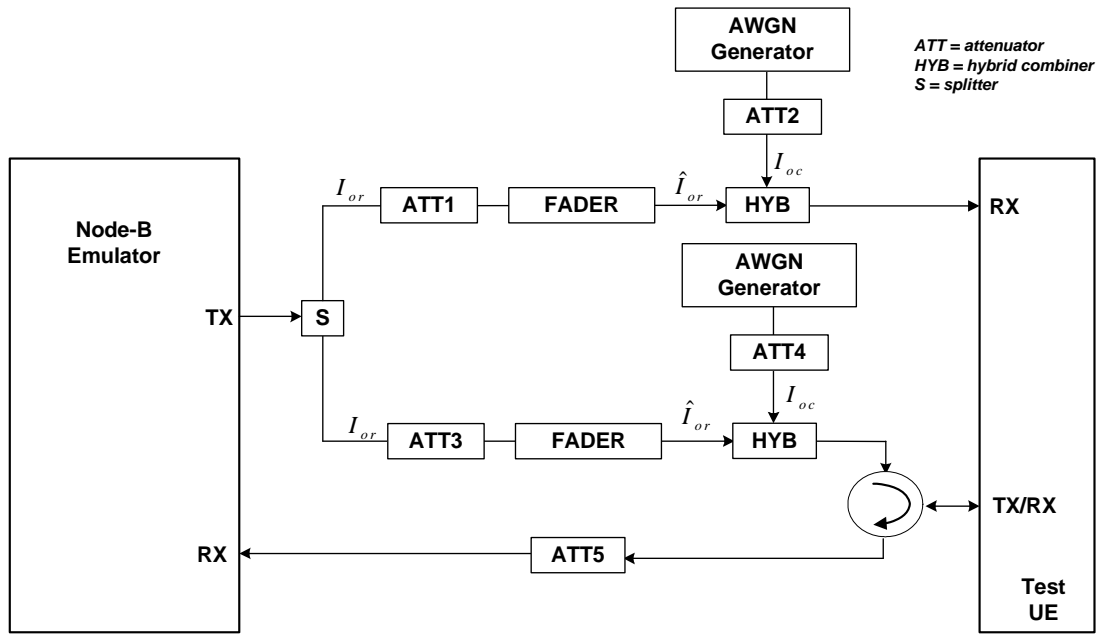 AWGN
Generator
ATT = attenuator
HYB = hybrid combiner
S = splitter
ATT2
I oc
I or
ATT1
FADER
Î or
HYB
RX
Node-B
Emulator
AWGN
Generator
TX
S
ATT4
I oc
I or
ATT3
FADER
Î or
HYB
TX/RX
RX
ATT5
Test
UE